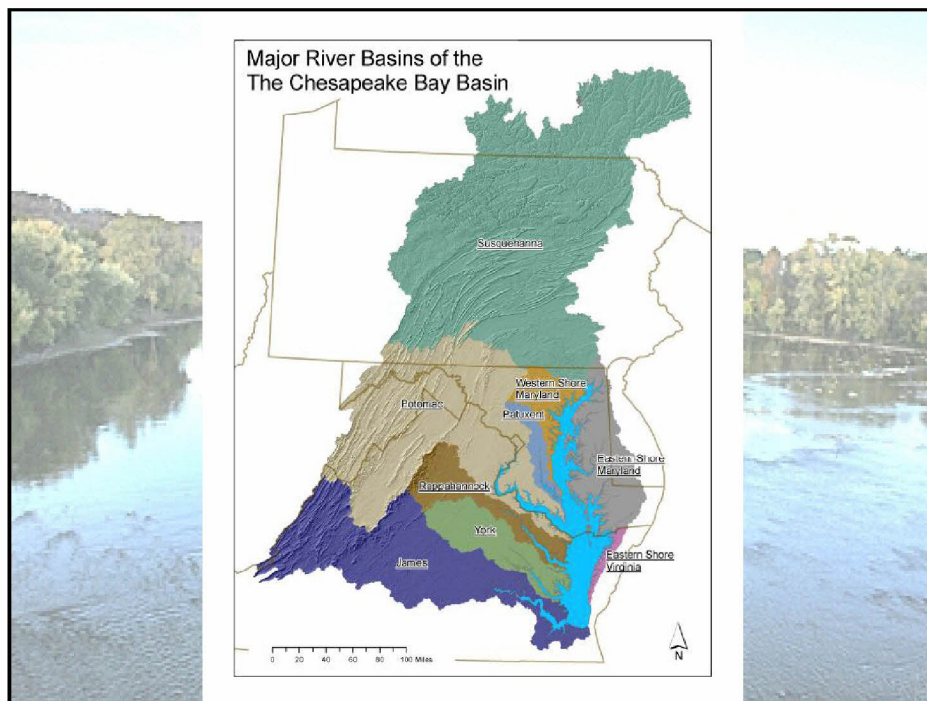 Major River Basins of the
The Chesapeake Bay Basin
Susquehanna
Western Shore
Maryland
Potomac
Patuxent
Eastern Shore
Maryland
Rappahannock
York
Eastern Shore
Virginia
James
0 20 40 60 80 100 Miles
N